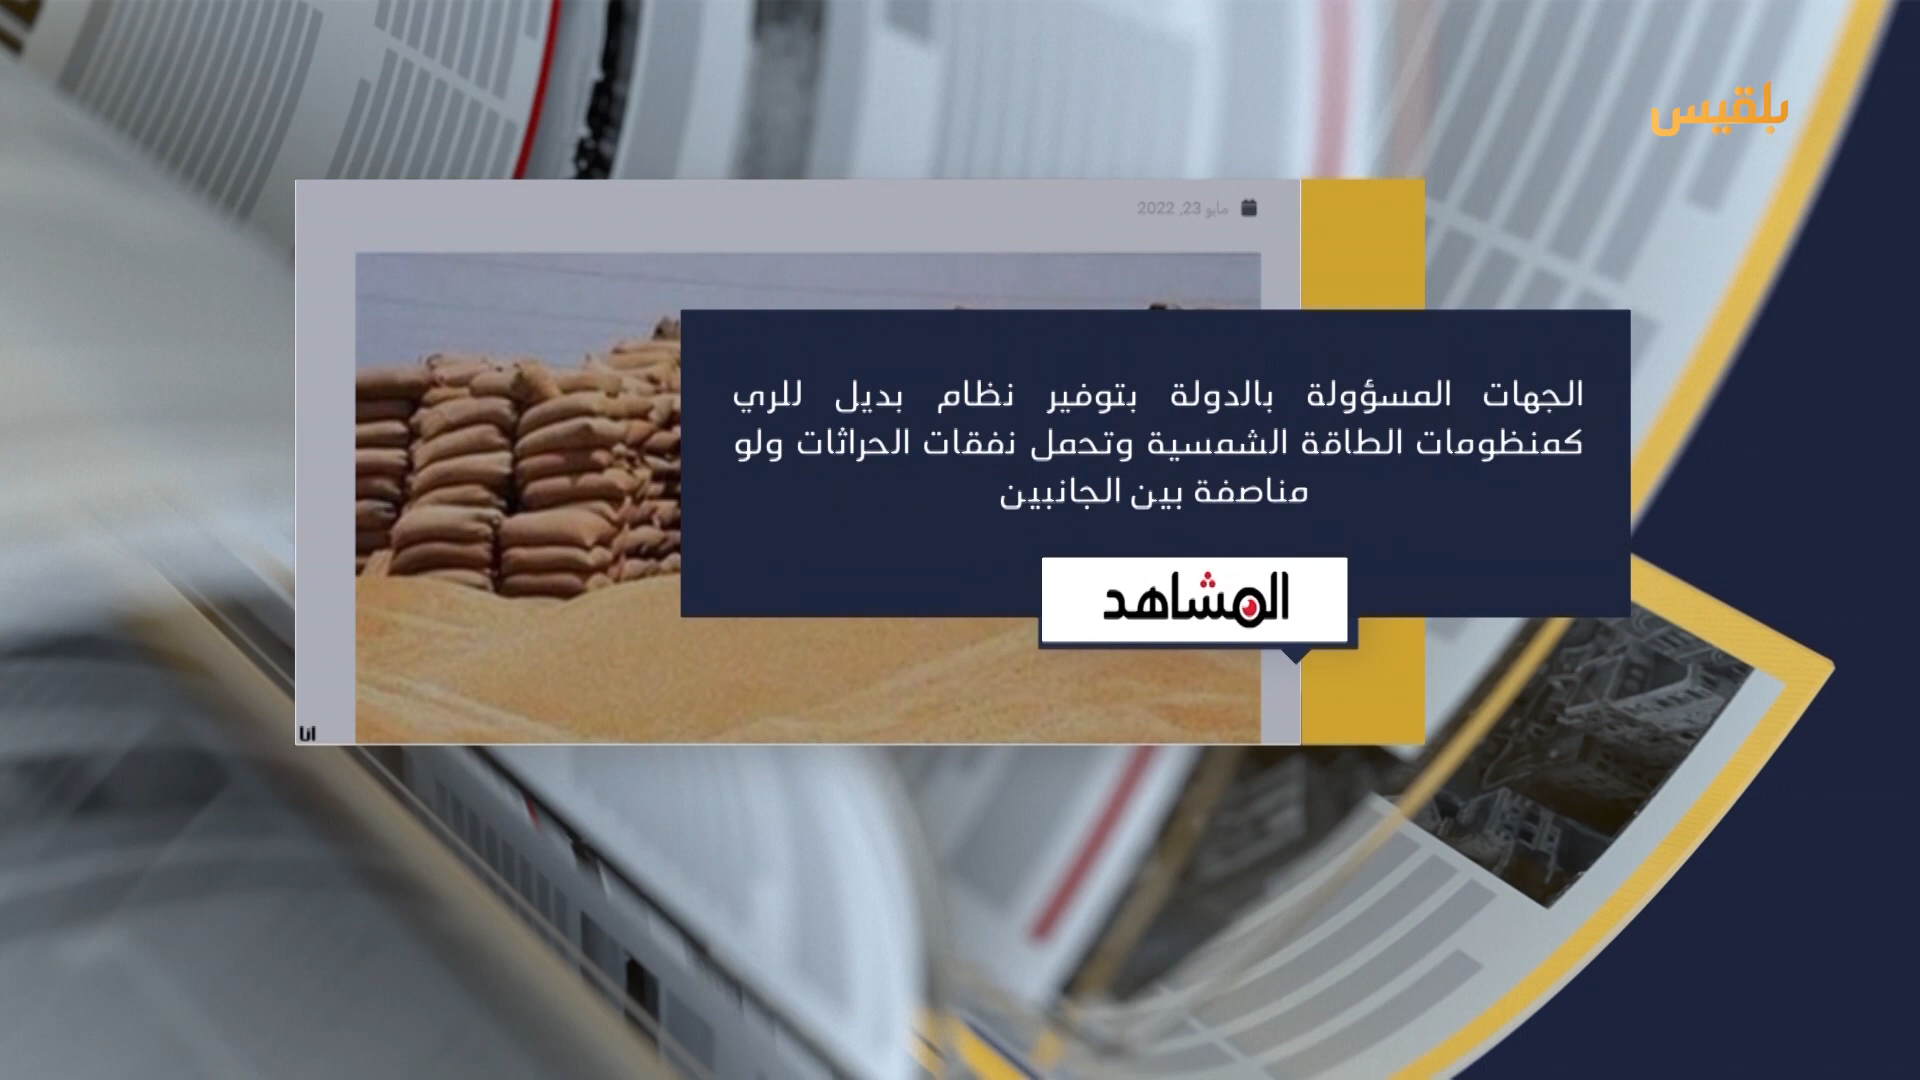 بلقيس
مايو 23, 2022
الجهات المسؤولة بالدولة بتوفير نظام بديل للري
كمنظومات الطاقة الشمسية وتحمل نفقات الحراثات ولو
مناصفة بين الجانبين
المشاهد
انا